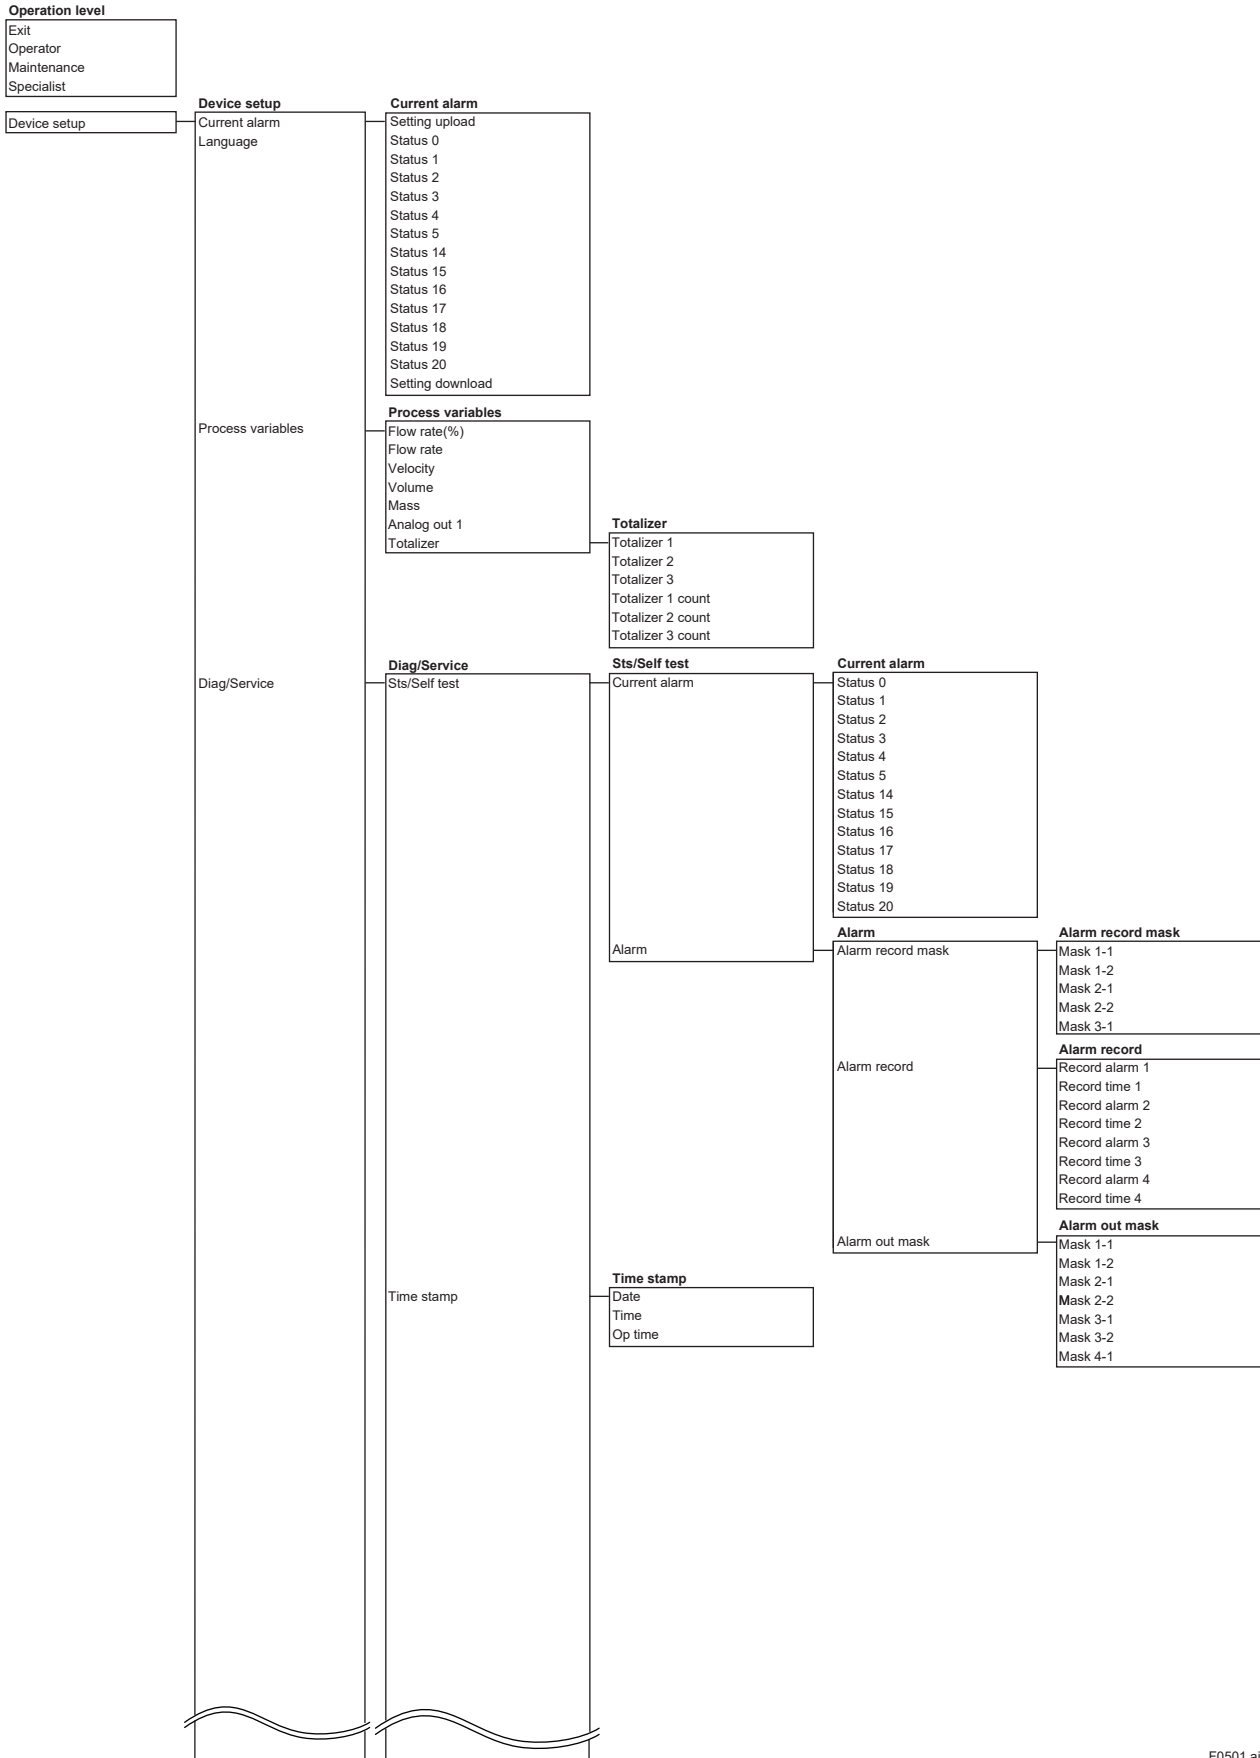 Operation level
Exit
Operator
Maintenance
Specialist
Device setup
Device setup
Current alarm
Language
Process variables
Diag/Service
Current alarm
Setting upload
Status 0
Status 1
Status 2
Status 3
Status 4
Status 5
Status 14
Status 15
Status 16
Status 17
Status 18
Status 19
Status 20
Setting download
Process variables
Flow rate(%)
Flow rate
Velocity
Volume
Mass
Analog out 1
Totalizer
Totalizer
Totalizer 1
Totalizer 2
Totalizer 3
Totalizer 1 count
Totalizer 2 count
Totalizer 3 count
Diag/Service
Sts/Self test
Time stamp
Sts/Self test
Current alarm
Alarm
Current alarm
Status 0
Status 1
Status 2
Status 3
Status 4
Status 5
Status 14
Status 15
Status 16
Status 17
Status 18
Status 19
Status 20
Alarm
Alarm record mask
Alarm record
Alarm out mask
Alarm record mask
Mask 1-1
Mask 1-2
Mask 2-1
Mask 2-2
Mask 3-1
Alarm record
Record alarm 1
Record time 1
Record alarm 2
Record time 2
Record alarm 3
Record time 3
Record alarm 4
Record time 4
Alarm out mask
Mask 1-1
Mask 1-2
Mask 2-1
Mask 2-2
Mask 3-1
Mask 3-2
Mask 4-1
Time stamp
Date
Time
Op time